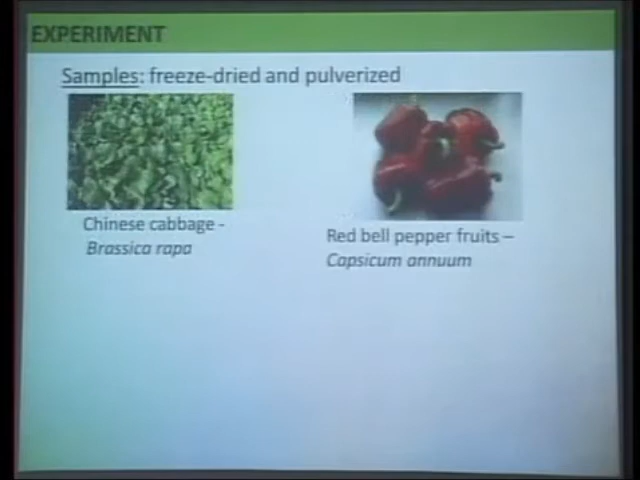 EXPERIMENT
Samples: freeze-dried and pulverized
Chinese cabbage -
Brassica rapa
Red bell pepper fruits –
Capsicum annuum